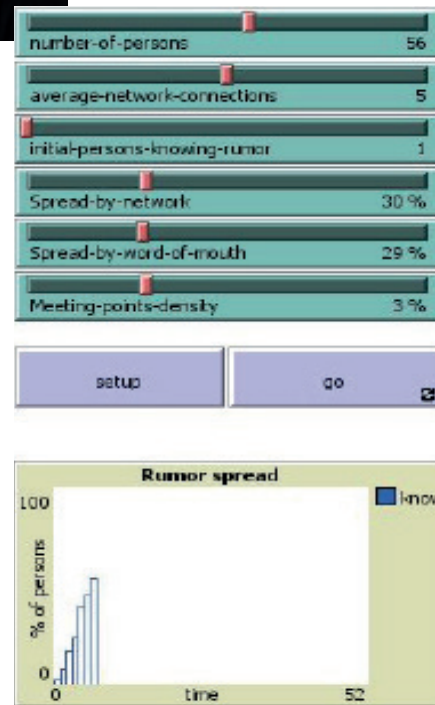 number-of-persons 56
average-network-connections 5
initial-persons-knowing-rumor 1
Spread-by-network 30 %
Spread-by-word-of-mouth 29 %
Meeting-points-density 3 %
setup go
Rumor spread
100
know
% of persons
0
0 time 52